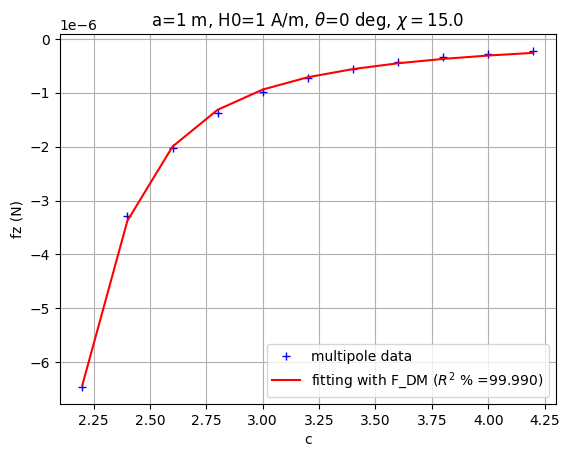 a=1 m, H0=1 A/m, θ=0 deg, χ = 15.0
1e−6
0
−1
−2
−3
−4
−5
−6
fz (N)
multipole data
fitting with F_DM (R² % =99.990)
2.25 2.50 2.75 3.00 3.25 3.50 3.75 4.00 4.25
c